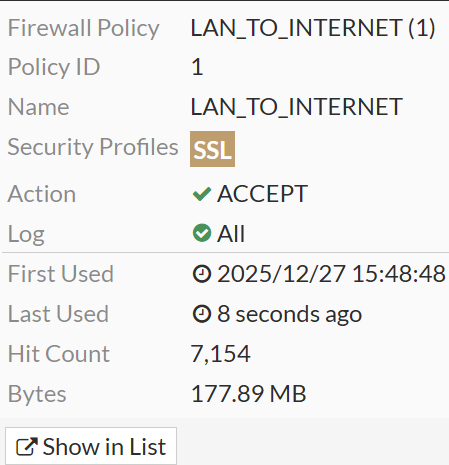 Firewall Policy LAN_TO_INTERNET (1)
Policy ID 1
Name LAN_TO_INTERNET
Security Profiles SSL
Action ACCEPT
Log All
First Used 2025/12/27 15:48:48
Last Used 8 seconds ago
Hit Count 7,154
Bytes 177.89 MB
Show in List